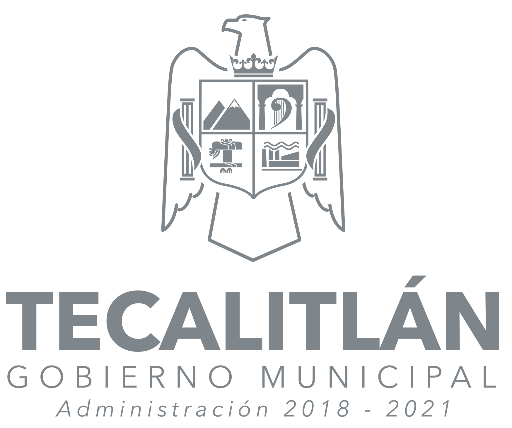 TECALITLÁN
GOBIERNO MUNICIPAL
Administración 2018 - 2021